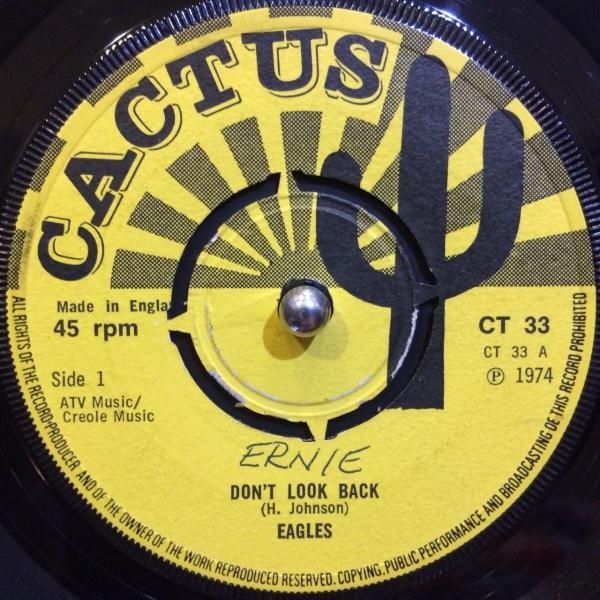 CACTUS
Made in Engla
45 rpm
CT 33
CT 33 A
Side 1
Ⓟ 1974
ATV Music/
Creole Music
ERNIE
DON'T LOOK BACK
(H. Johnson)
EAGLES
ALL RIGHTS OF THE RECORD PRODUCER AND OF THE OWNER OF THE WORK REPRODUCED RESERVED. COPYING, PUBLIC PERFORMANCE AND BROADCASTING OF THIS RECORD PROHIBITED